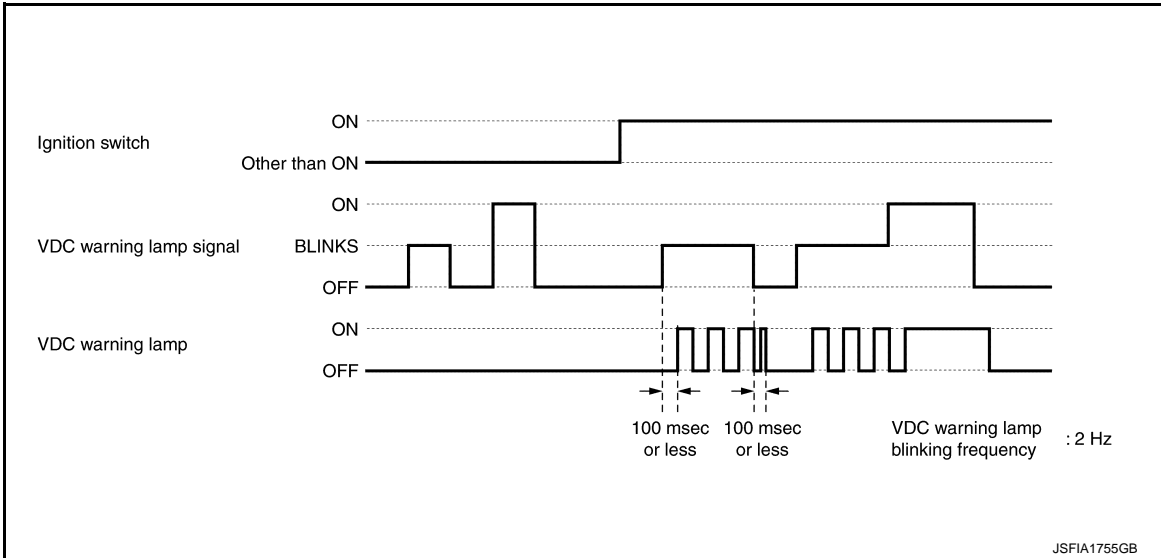 ON
Ignition switch
Other than ON
ON
VDC warning lamp signal
BLINKS
OFF
ON
VDC warning lamp
OFF
100 msec
or less
100 msec
or less
VDC warning lamp
blinking frequency
: 2 Hz
JSFIA1755GB